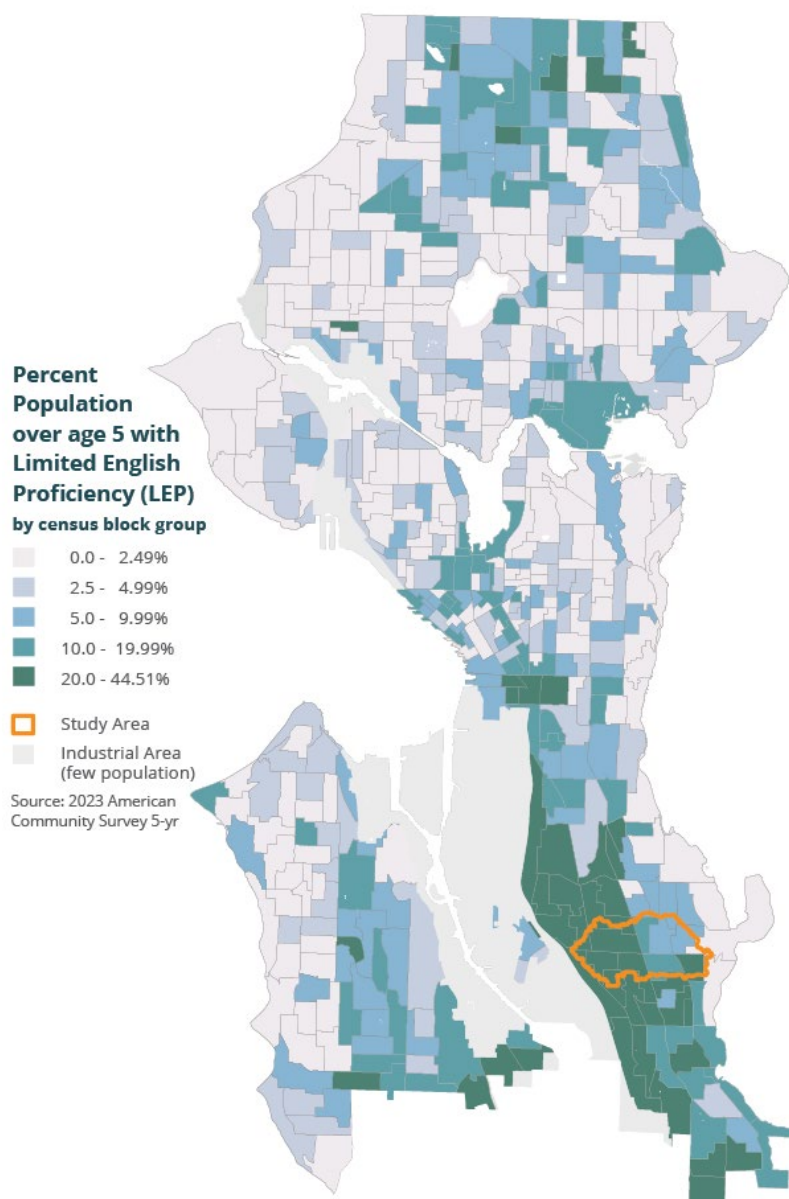 Percent
Population
over age 5 with
Limited English
Proficiency (LEP)
by census block group
0.0 - 2.49%
2.5 - 4.99%
5.0 - 9.99%
10.0 - 19.99%
20.0 - 44.51%
Study Area
Industrial Area
(few population)
Source: 2023 American
Community Survey 5-yr